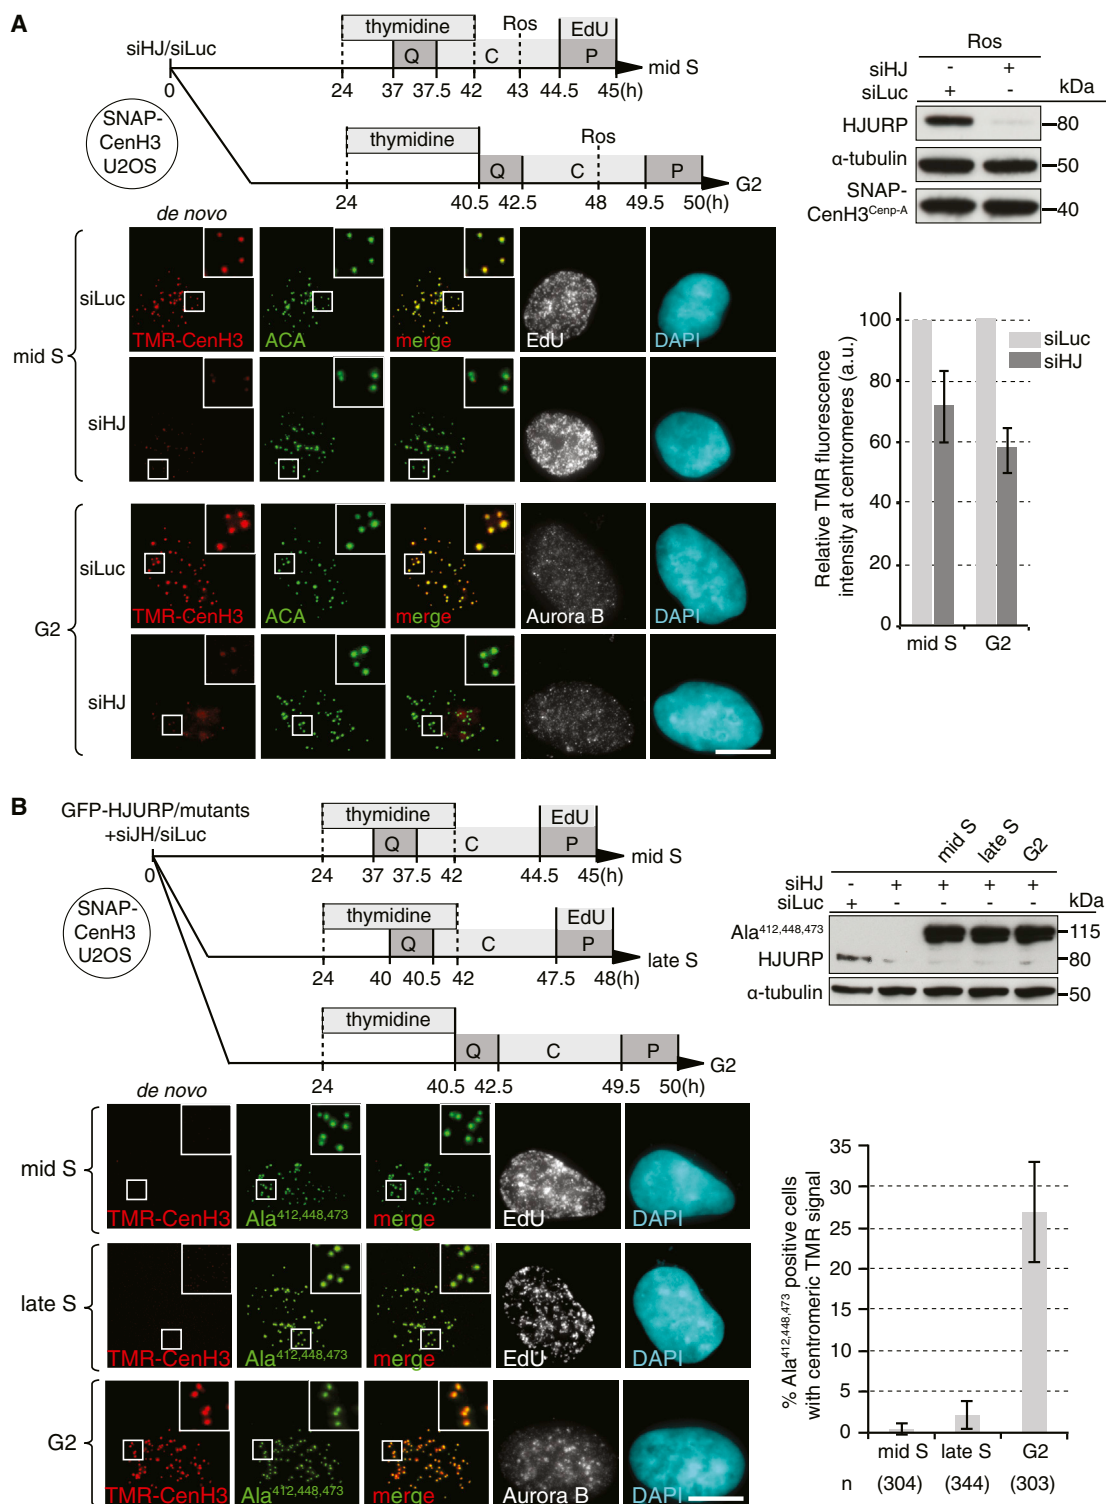 A
siHJ/siLuc
0
SNAP-
CenH3
U2OS
thymidine
Ros
EdU
Q
C
P
mid S
24
37
37.5
42
43
44.5
45(h)
thymidine
Ros
Q
C
P
G2
24
40.5
42.5
48
49.5
50(h)
Ros
siHJ - +
siLuc + - kDa
HJURP 80
α-tubulin 50
SNAP-
CenH3Cenp-A 40
de novo
mid S
siLuc
TMR-CenH3 ACA merge EdU DAPI
siHJ
G2
siLuc
TMR-CenH3 ACA merge Aurora B DAPI
siHJ
Relative TMR fluorescence
intensity at centromeres (a.u.)
100
80
60
40
20
0
siLuc
siHJ
mid S G2
B
GFP-HJURP/mutants
+siJH/siLuc
0
SNAP-
CenH3
U2OS
thymidine
EdU
Q
C
P
mid S
24
37
37.5
42
44.5
45(h)
thymidine
EdU
Q
C
P
late S
24
40
40.5
42
47.5
48(h)
thymidine
Q
C
P
G2
24
40.5
42.5
49.5
50(h)
mid S late S G2
siHJ - + + + +
siLuc + - - - - kDa
Ala412,448,473 115
HJURP 80
α-tubulin 50
de novo
mid S
TMR-CenH3 Ala412,448,473 merge EdU DAPI
late S
TMR-CenH3 Ala412,448,473 merge EdU DAPI
G2
TMR-CenH3 Ala412,448,473 merge Aurora B DAPI
% Ala412,448,473 positive cells
with centromeric TMR signal
35
30
25
20
15
10
5
0
mid S late S G2
n (304) (344) (303)